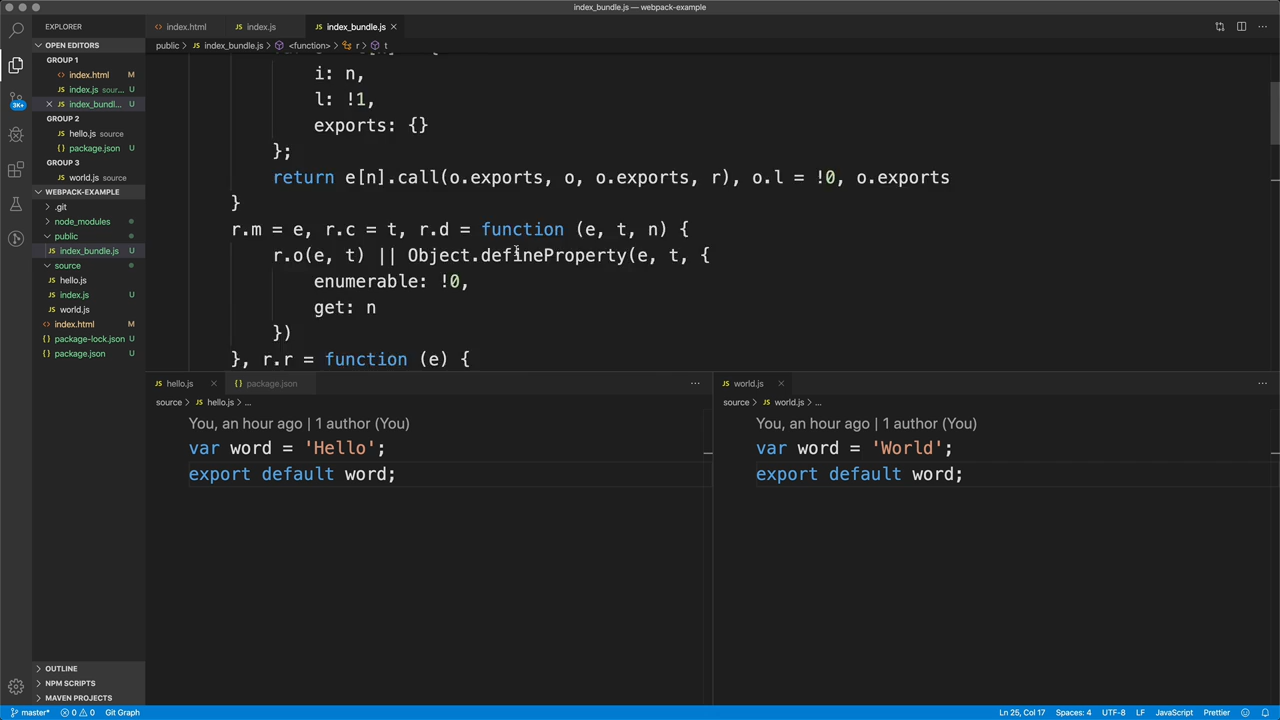 index_bundle.js — webpack-example
EXPLORER
OPEN EDITORS
GROUP 1
index.html M
index.js sour... U
index_bundl... U
GROUP 2
hello.js source
package.json U
GROUP 3
world.js source
WEBPACK-EXAMPLE
.git
node_modules
public
index_bundle.js U
source
hello.js
index.js U
world.js
index.html M
package-lock.json U
package.json U
OUTLINE
NPM SCRIPTS
MAVEN PROJECTS
3K+
index.html
index.js
index_bundle.js
public > index_bundle.js > <function> > r > t
i: n,
l: !1,
exports: {}
};
return e[n].call(o.exports, o, o.exports, r), o.l = !0, o.exports
}
r.m = e, r.c = t, r.d = function (e, t, n) {
r.o(e, t) || Object.defineProperty(e, t, {
enumerable: !0,
get: n
})
}, r.r = function (e) {
hello.js
package.json
source > hello.js > ...
You, an hour ago | 1 author (You)
var word = 'Hello';
export default word;
world.js
source > world.js > ...
You, an hour ago | 1 author (You)
var word = 'World';
export default word;
master* 0 0 Git Graph
Ln 25, Col 17 Spaces: 4 UTF-8 LF JavaScript Prettier